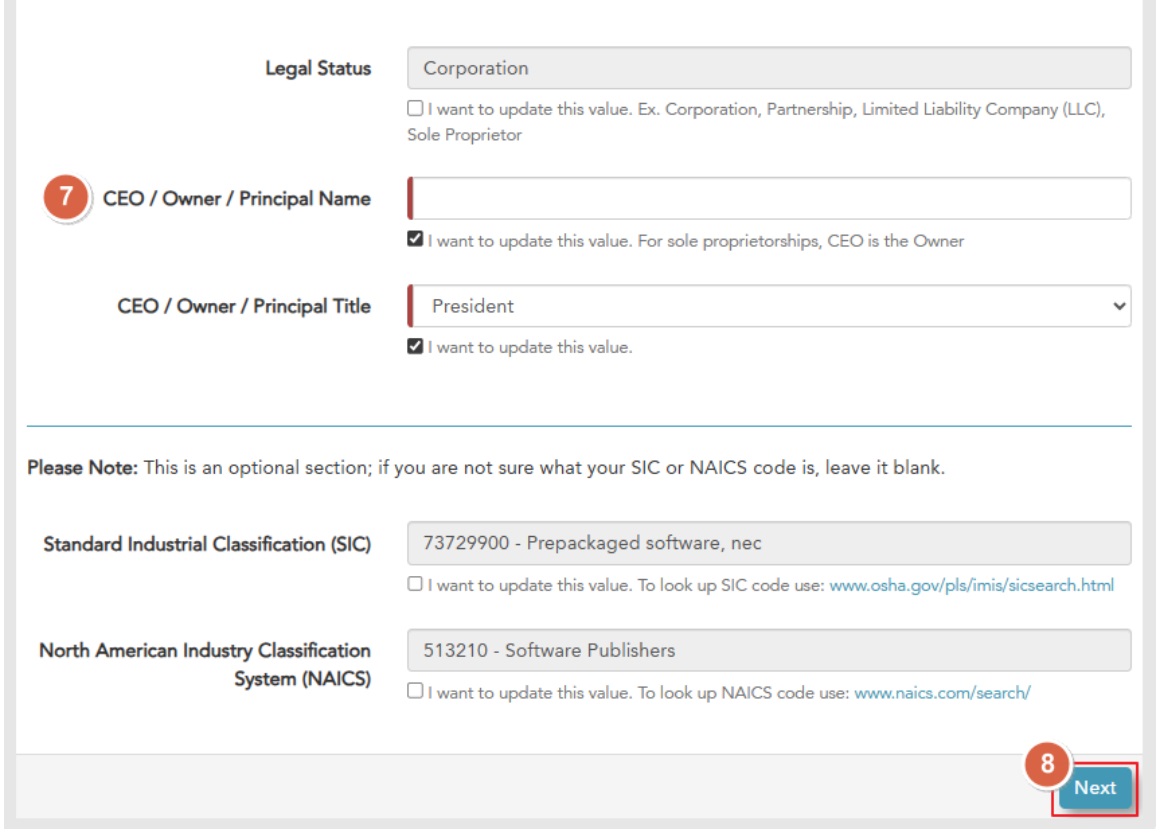 Legal Status
Corporation
I want to update this value. Ex. Corporation, Partnership, Limited Liability Company (LLC),
Sole Proprietor
7
CEO / Owner / Principal Name
I want to update this value. For sole proprietorships, CEO is the Owner
CEO / Owner / Principal Title
President
I want to update this value.
Please Note: This is an optional section; if you are not sure what your SIC or NAICS code is, leave it blank.
Standard Industrial Classification (SIC)
73729900 - Prepackaged software, nec
I want to update this value. To look up SIC code use: www.osha.gov/pls/imis/sicsearch.html
North American Industry Classification
System (NAICS)
513210 - Software Publishers
I want to update this value. To look up NAICS code use: www.naics.com/search/
8
Next